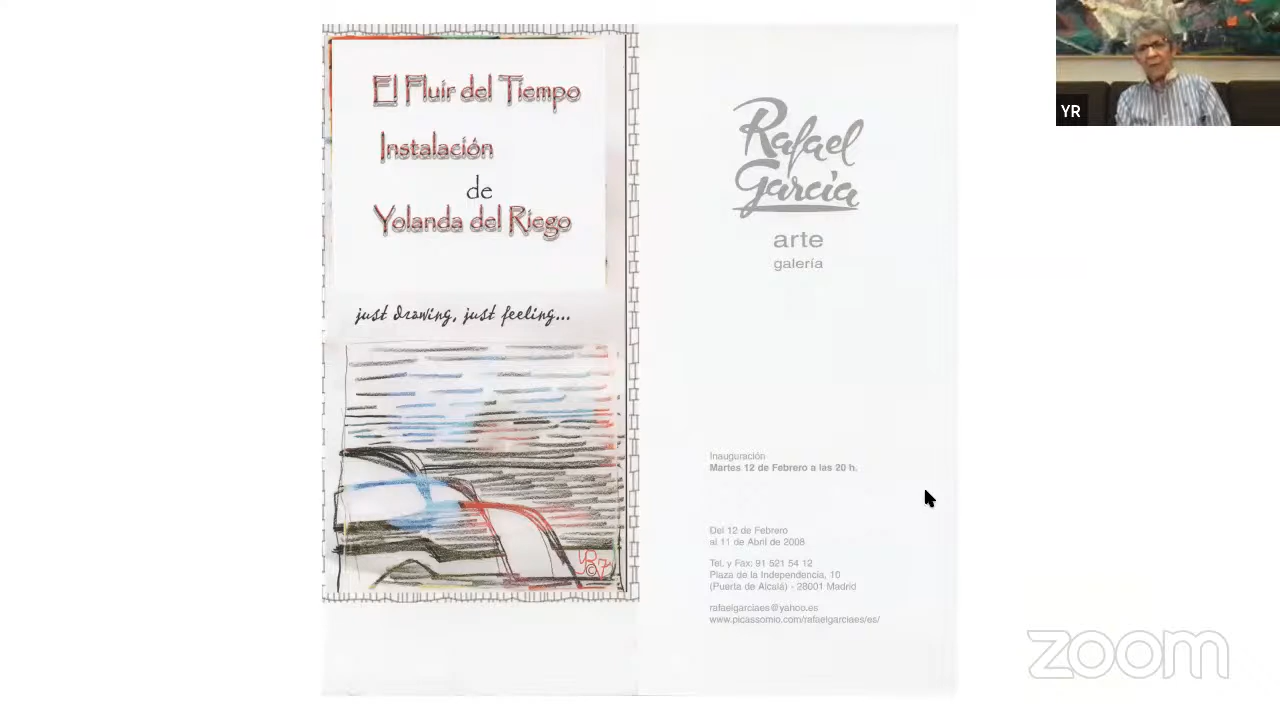 El Fluir del Tiempo
Instalación
de
Yolanda del Riego
just drawing, just feeling...
Rafael
García
arte
galería
Inauguración
Martes 12 de Febrero a las 20 h.
Del 12 de Febrero
al 11 de Abril de 2008
Tel. y Fax: 91 521 54 12
Plaza de la Independencia, 10
(Puerta de Alcalá) - 28001 Madrid
rafaelgarciaes@yahoo.es
www.picassomio.com/rafaelgarciaes/es/
YR
zoom